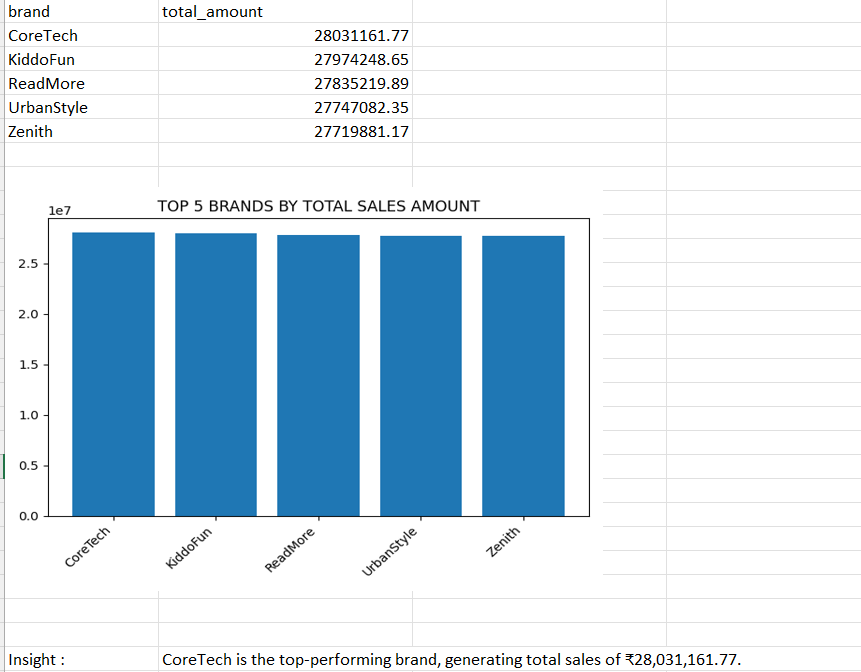 brand total_amount
CoreTech 28031161.77
KiddoFun 27974248.65
ReadMore 27835219.89
UrbanStyle 27747082.35
Zenith 27719881.17
TOP 5 BRANDS BY TOTAL SALES AMOUNT
1e7
2.5
2.0
1.5
1.0
0.5
0.0
CoreTech KiddoFun ReadMore UrbanStyle Zenith
Insight : CoreTech is the top-performing brand, generating total sales of ₹28,031,161.77.